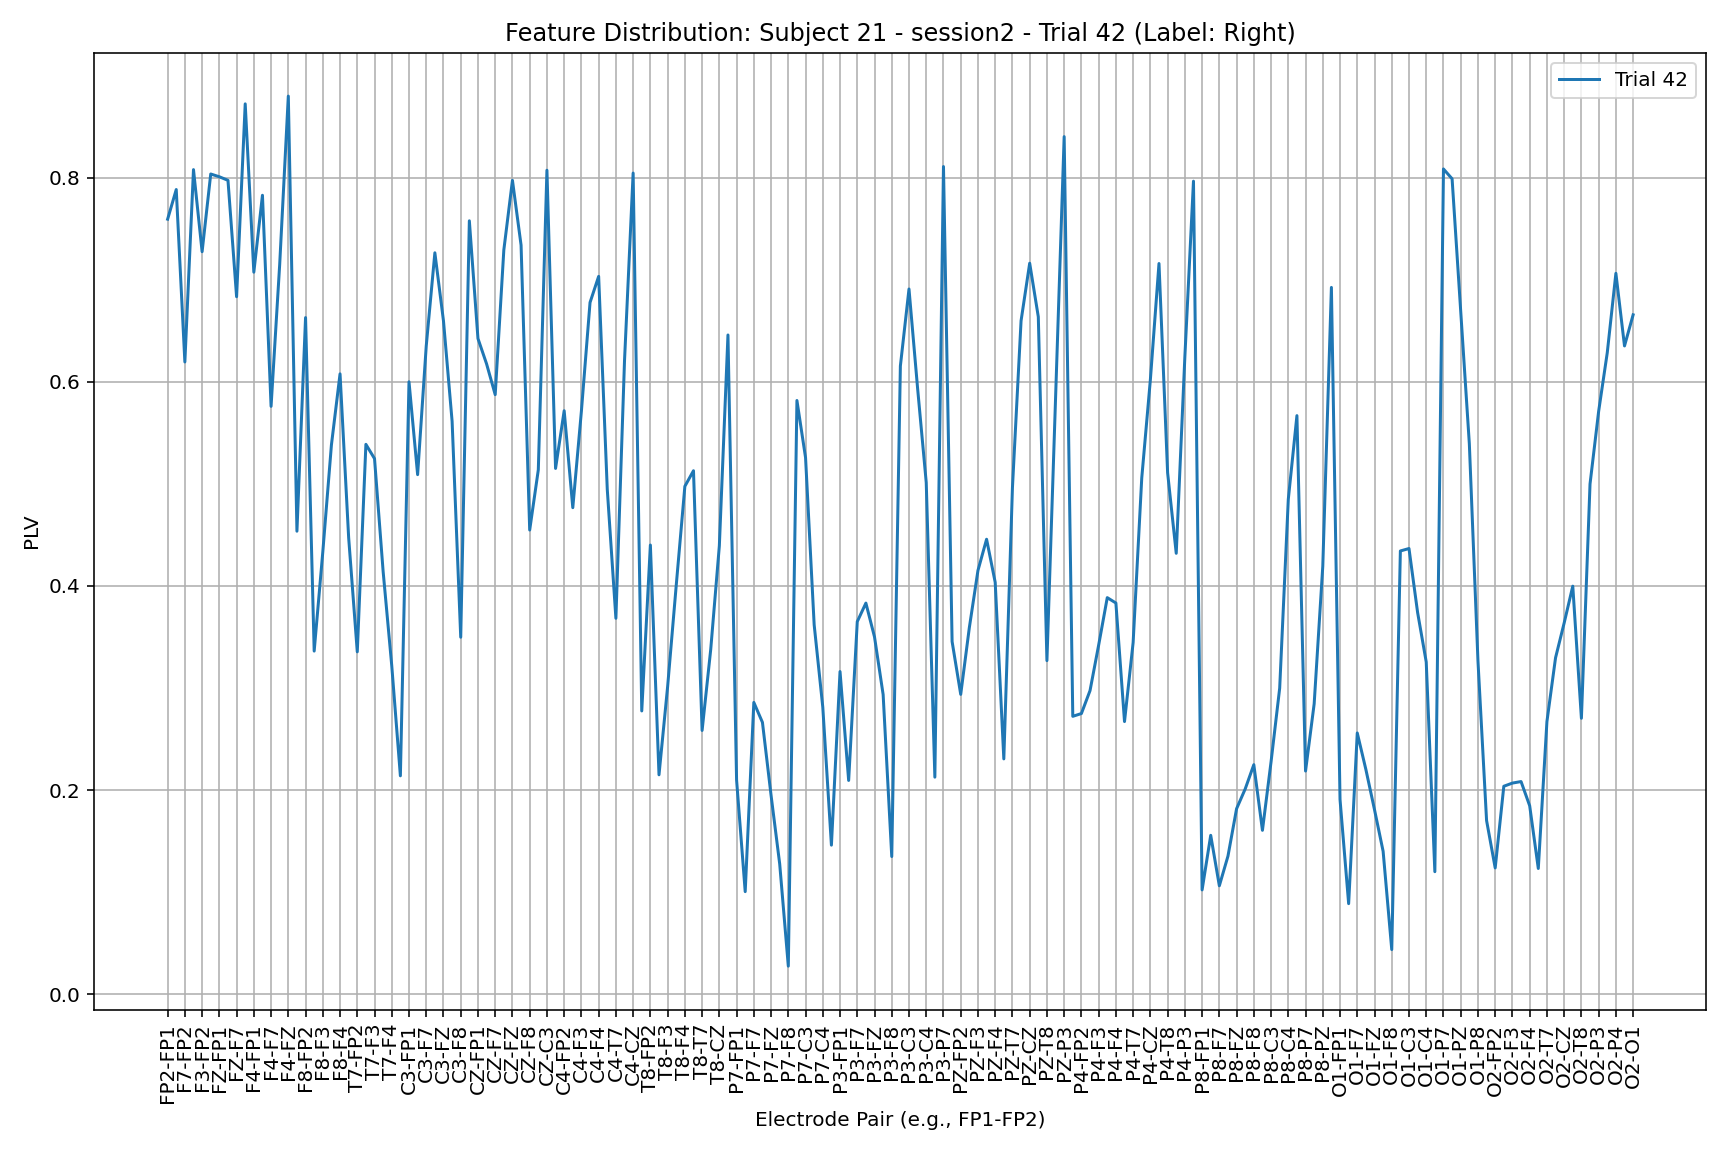 Feature Distribution: Subject 21 - session2 - Trial 42 (Label: Right)
Trial 42
PLV
0.8
0.6
0.4
0.2
0.0
FP2-FP1
F7-FP2
F3-FP2
FZ-FP1
FZ-F7
F4-FP1
F4-F7
F4-FZ
F8-FP2
F8-F3
F8-F4
T7-FP2
T7-F3
T7-F4
C3-FP1
C3-F7
C3-FZ
C3-F8
CZ-FP1
CZ-F7
CZ-FZ
CZ-F8
CZ-C3
C4-FP2
C4-F3
C4-F4
C4-T7
C4-CZ
T8-FP2
T8-F3
T8-F4
T8-T7
T8-CZ
P7-FP1
P7-F7
P7-FZ
P7-F8
P7-C3
P7-C4
P3-FP1
P3-F7
P3-FZ
P3-F8
P3-C3
P3-C4
P3-P7
PZ-FP2
PZ-F3
PZ-F4
PZ-T7
PZ-CZ
PZ-T8
PZ-P3
P4-FP2
P4-F3
P4-F4
P4-T7
P4-CZ
P4-T8
P4-P3
P8-FP1
P8-F7
P8-FZ
P8-F8
P8-C3
P8-C4
P8-P7
P8-PZ
O1-FP1
O1-F7
O1-FZ
O1-F8
O1-C3
O1-C4
O1-P7
O1-PZ
O1-P8
O2-FP2
O2-F3
O2-F4
O2-T7
O2-CZ
O2-T8
O2-P3
O2-P4
O2-O1
Electrode Pair (e.g., FP1-FP2)